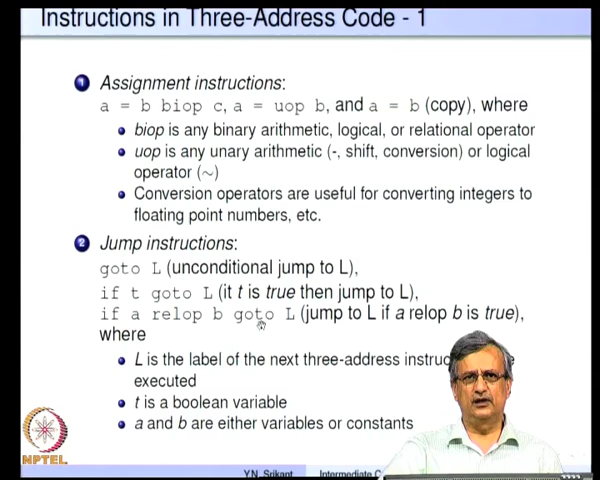 Instructions in Three-Address Code - 1
1 Assignment instructions:
a = b biop c, a = uop b, and a = b (copy), where
biop is any binary arithmetic, logical, or relational operator
uop is any unary arithmetic (-, shift, conversion) or logical
operator (~)
Conversion operators are useful for converting integers to
floating point numbers, etc.
2 Jump instructions:
goto L (unconditional jump to L),
if t goto L (it t is true then jump to L),
if a relop b goto L (jump to L if a relop b is true),
where
L is the label of the next three-address
executed
t is a boolean variable
a and b are either variables or constants
NPTEL
Y.N. Srikant Intermediate